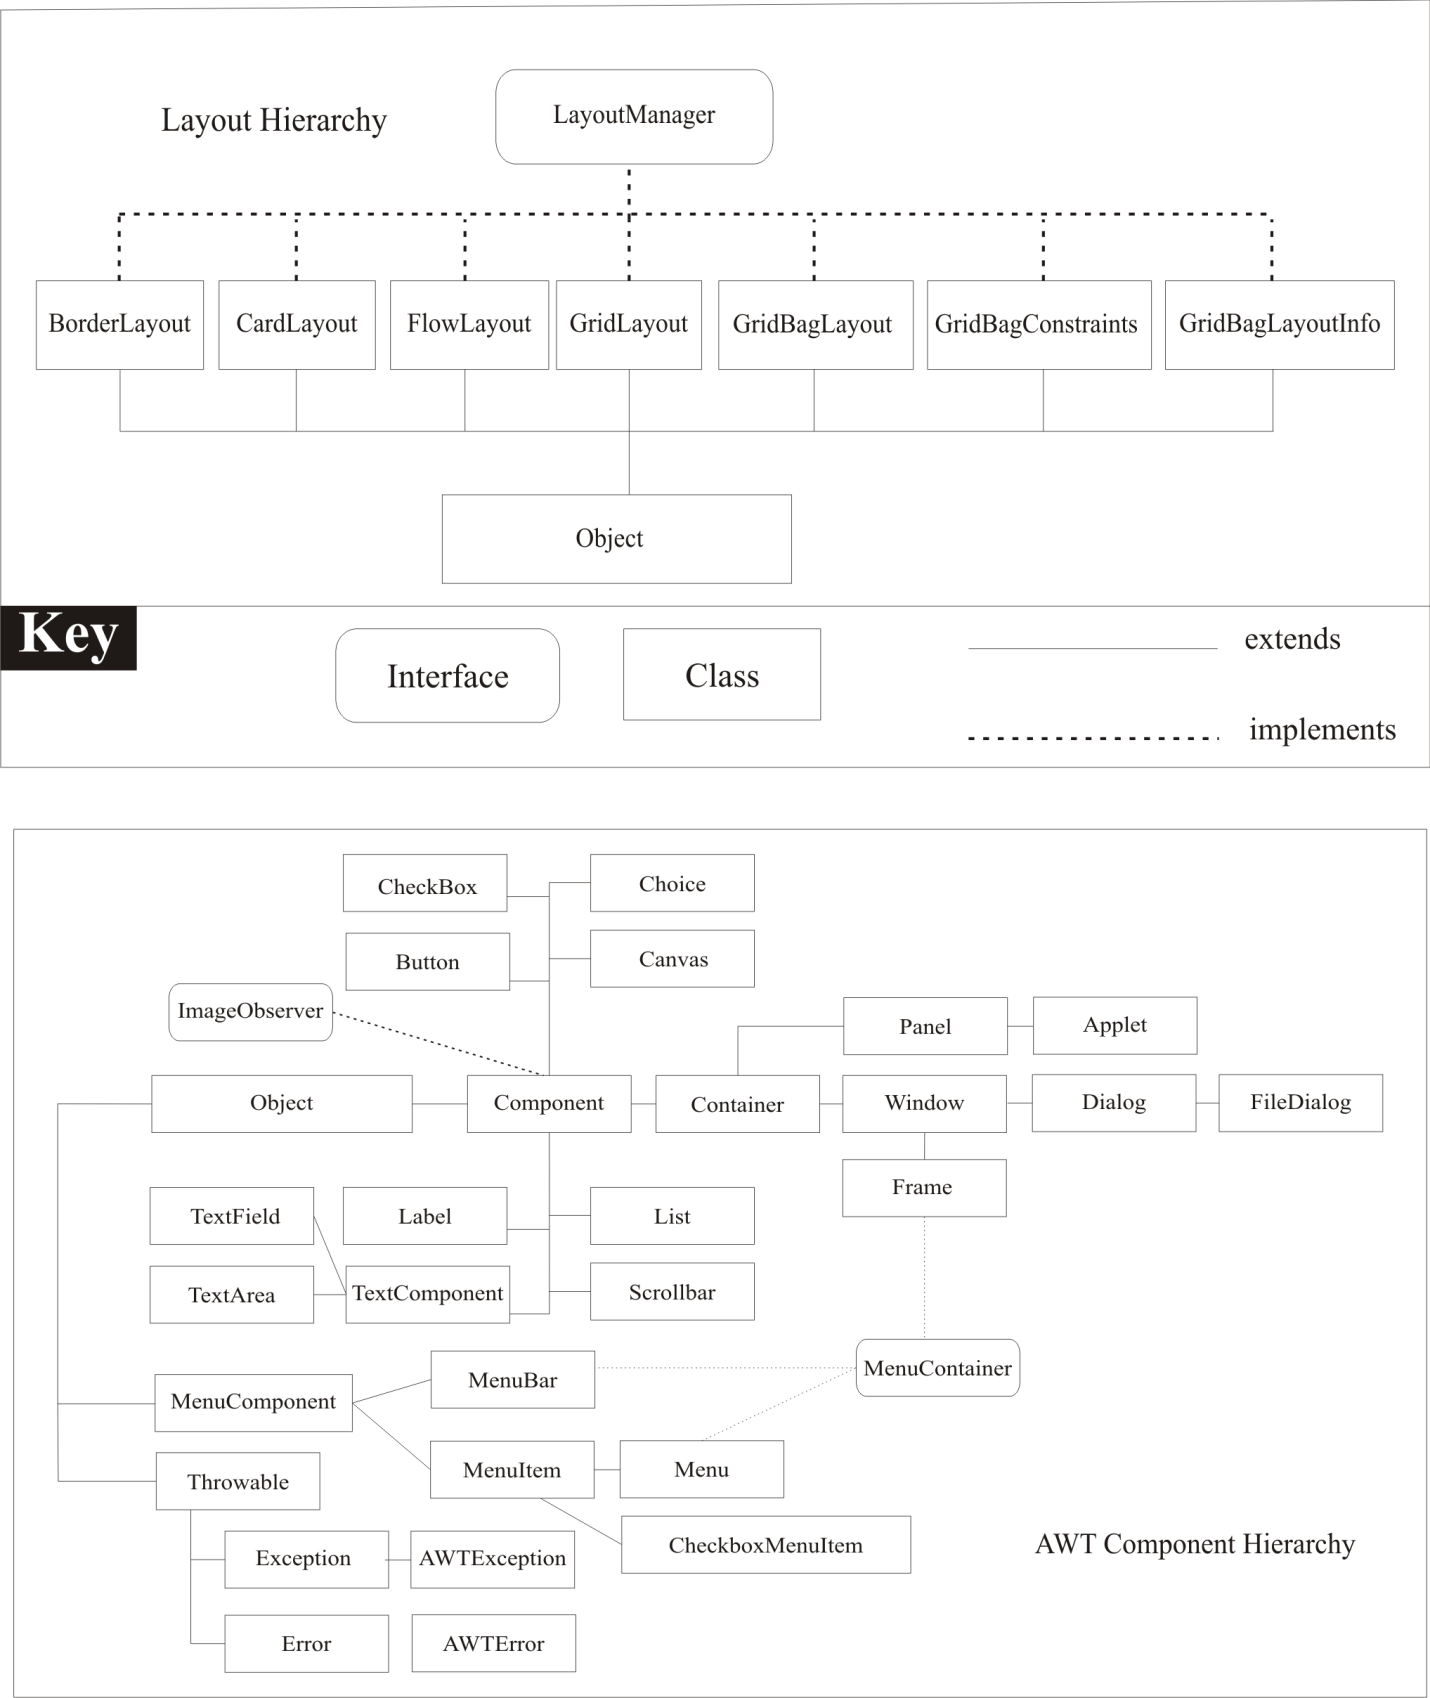 Layout Hierarchy
LayoutManager
BorderLayout
CardLayout
FlowLayout
GridLayout
GridBagLayout
GridBagConstraints
GridBagLayoutInfo
Object
Key
Interface
Class
extends
implements
CheckBox
Choice
Button
Canvas
ImageObserver
Panel
Applet
Object
Component
Container
Window
Dialog
FileDialog
Frame
TextField
Label
List
TextArea
TextComponent
Scrollbar
MenuContainer
MenuBar
MenuComponent
MenuItem
Menu
Throwable
CheckboxMenuItem
AWT Component Hierarchy
Exception
AWTException
Error
AWTError